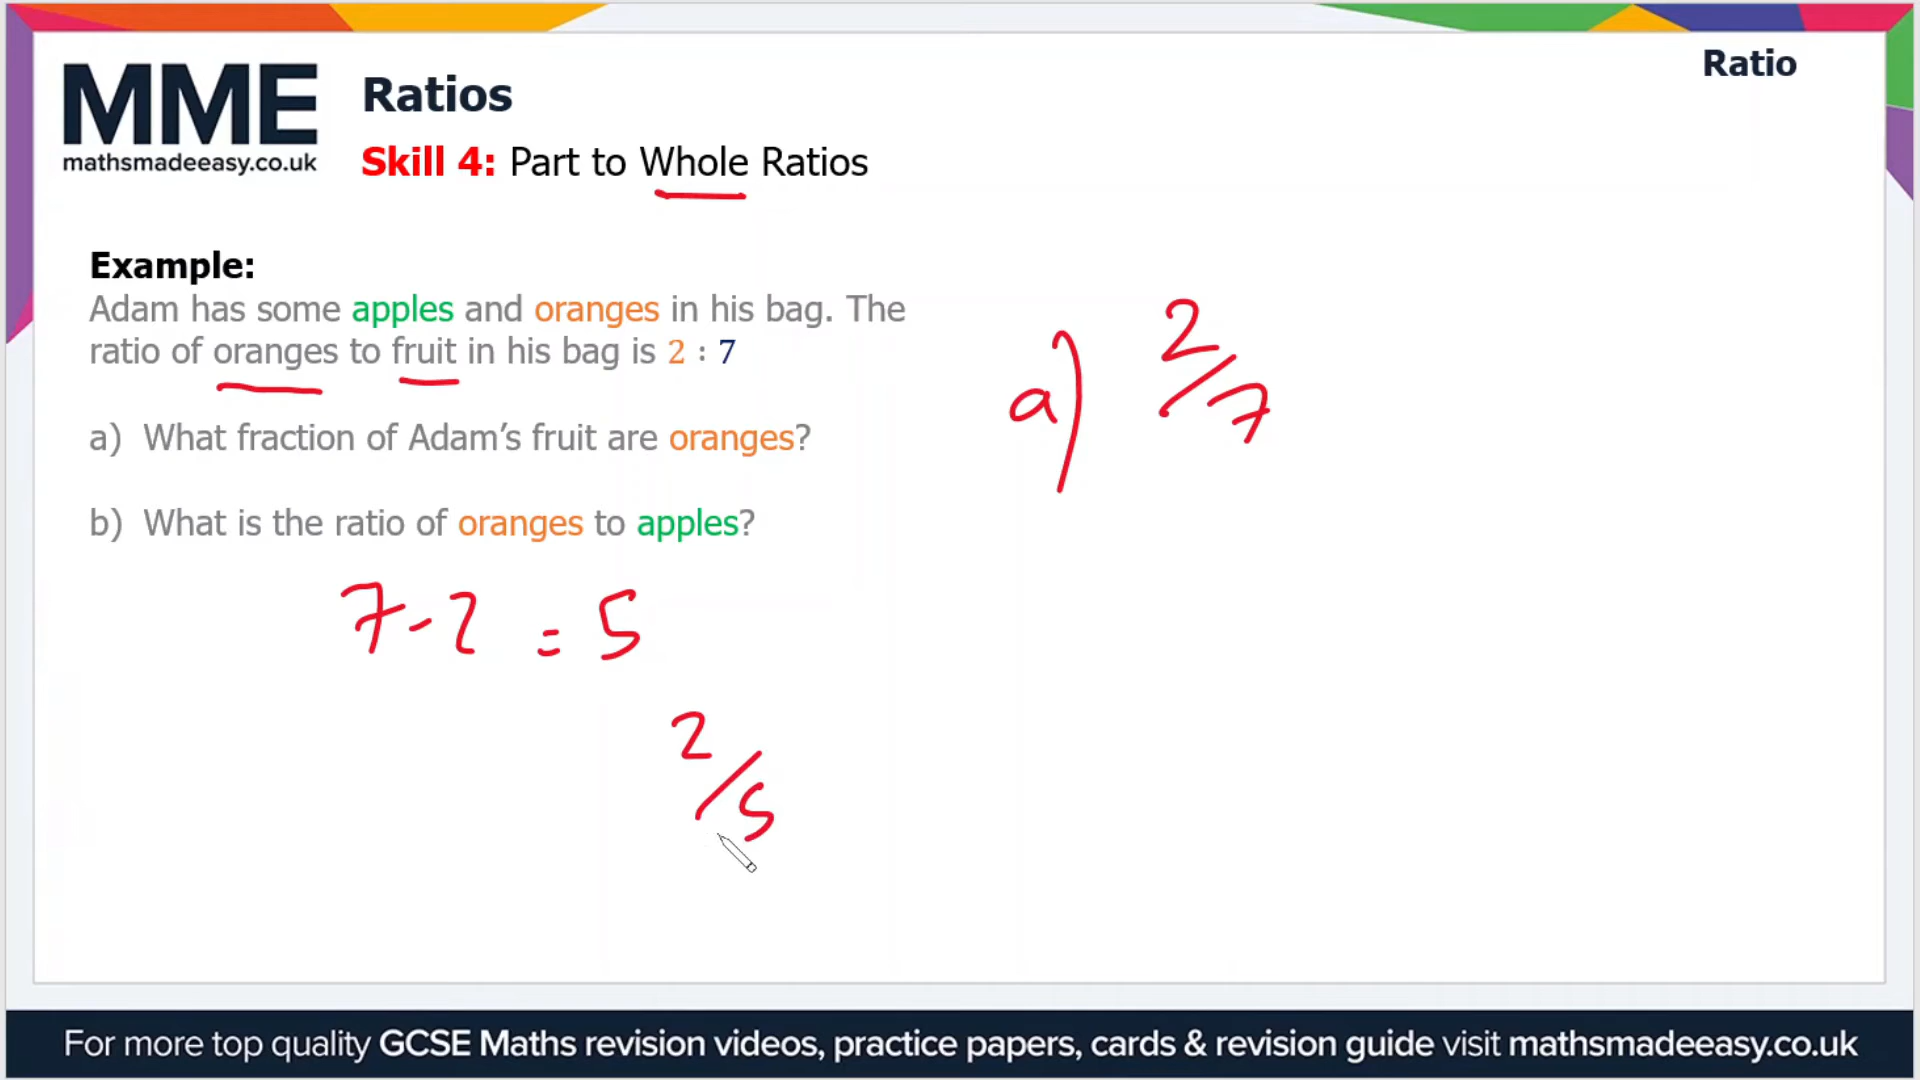 Ratio
MME
mathsmadeeasy.co.uk
Ratios
Skill 4: Part to Whole Ratios
Example:
Adam has some apples and oranges in his bag. The
ratio of oranges to fruit in his bag is 2 : 7
a) What fraction of Adam's fruit are oranges?
b) What is the ratio of oranges to apples?
a) 2/7
7-2 = 5
2/5
For more top quality GCSE Maths revision videos, practice papers, cards & revision guide visit mathsmadeeasy.co.uk